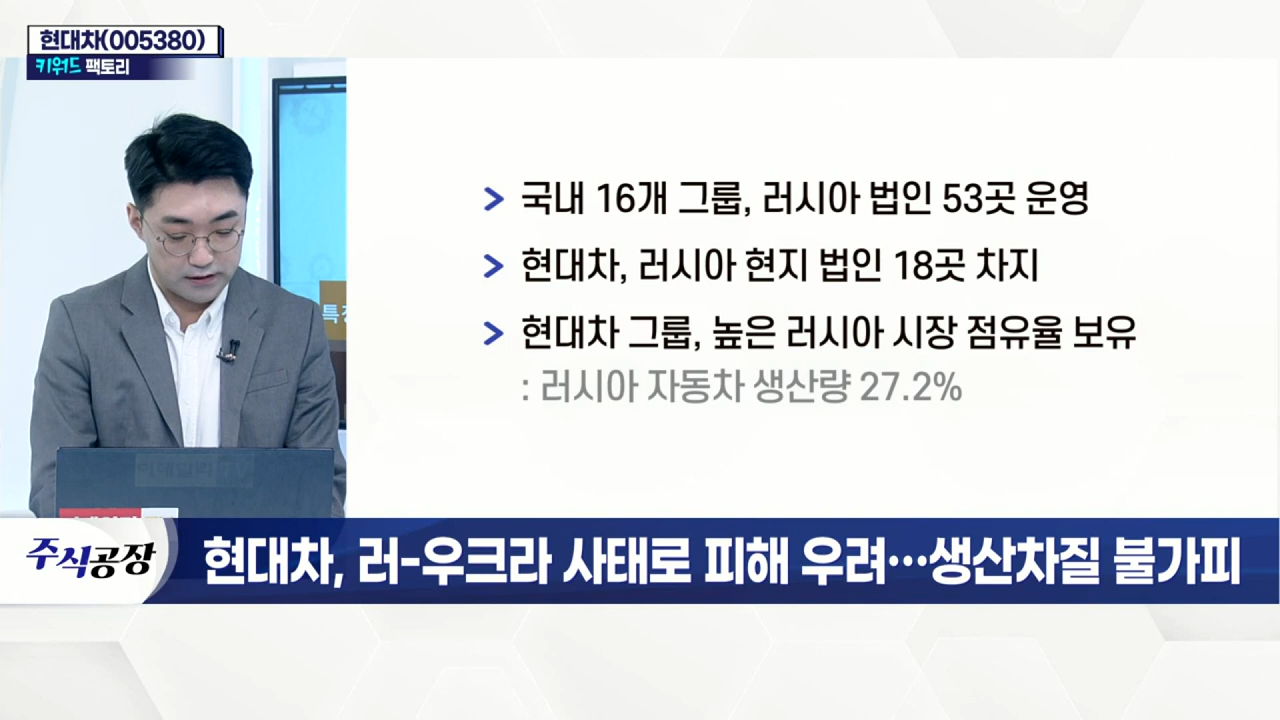 현대차(005380)
키워드 팩토리
> 국내 16개 그룹, 러시아 법인 53곳 운영
> 현대차, 러시아 현지 법인 18곳 차지
> 현대차 그룹, 높은 러시아 시장 점유율 보유
: 러시아 자동차 생산량 27.2%
특
주식공장
현대차, 러-우크라 사태로 피해 우려…생산차질 불가피